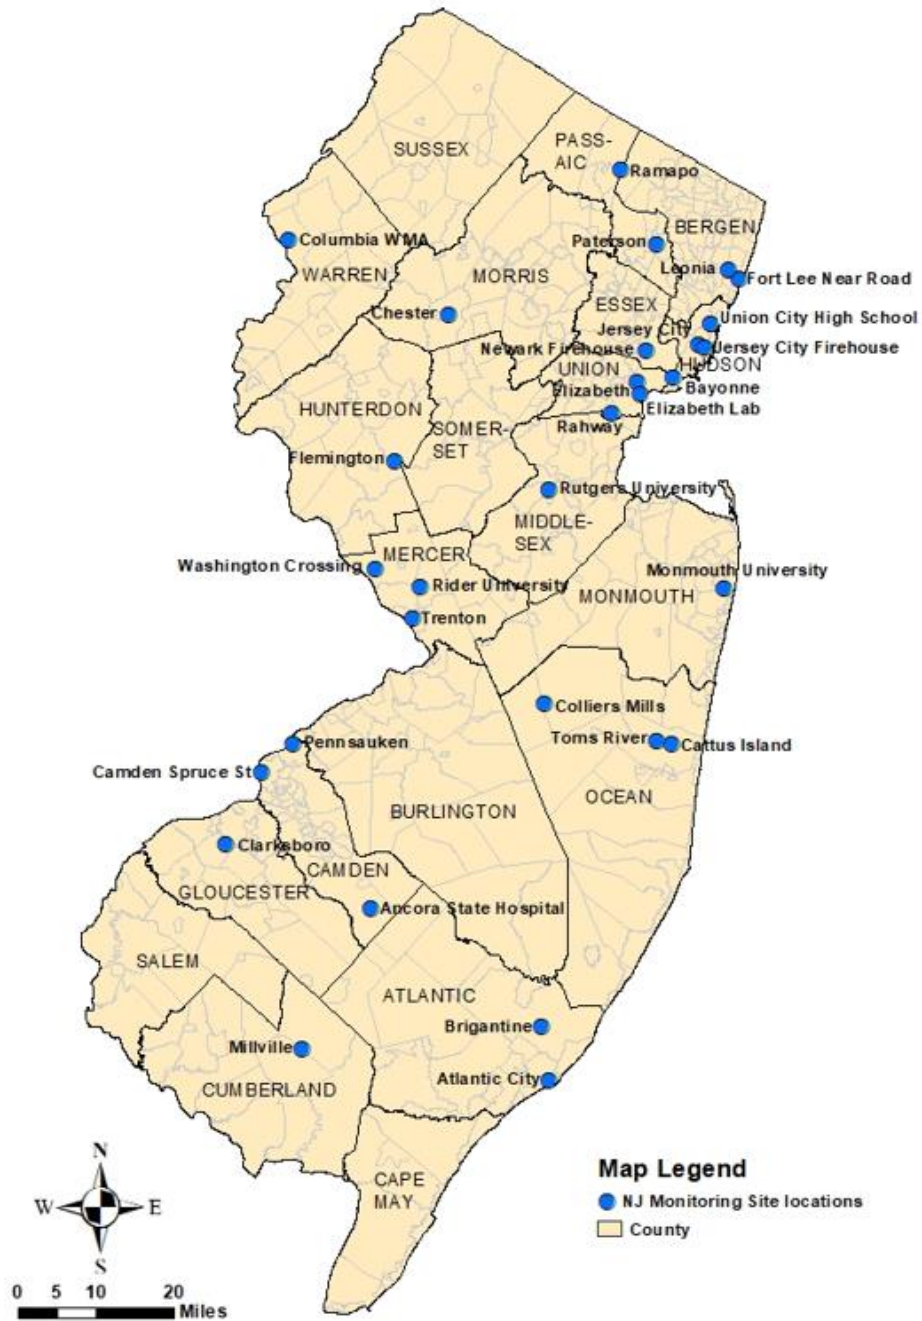 SUSSEX
PASS-
AIC
Ramapo
BERGEN
Columbia WMA
Paterson
WARREN
MORRIS
Leonia
Fort Lee Near Road
ESSEX
Chester
Union City High School
Jersey City
Newark Firehouse
Jersey City Firehouse
HUDSON
UNION
Elizabeth
Bayonne
Elizabeth Lab
HUNTERDON
SOMER-
SET
Rahway
Flemington
Rutgers University
MIDDLE-
SEX
MERCER
Washington Crossing
Rider University
Monmouth University
MONMOUTH
Trenton
Colliers Mills
Pennsauken
Toms River
Cattus Island
Camden Spruce St
OCEAN
BURLINGTON
Clarksboro
CAMDEN
GLOUCESTER
Ancora State Hospital
SALEM
ATLANTIC
Brigantine
Millville
Atlantic City
CUMBERLAND
CAPE
MAY
N
W E
S
Map Legend
NJ Monitoring Site locations
County
0 5 10 20
Miles